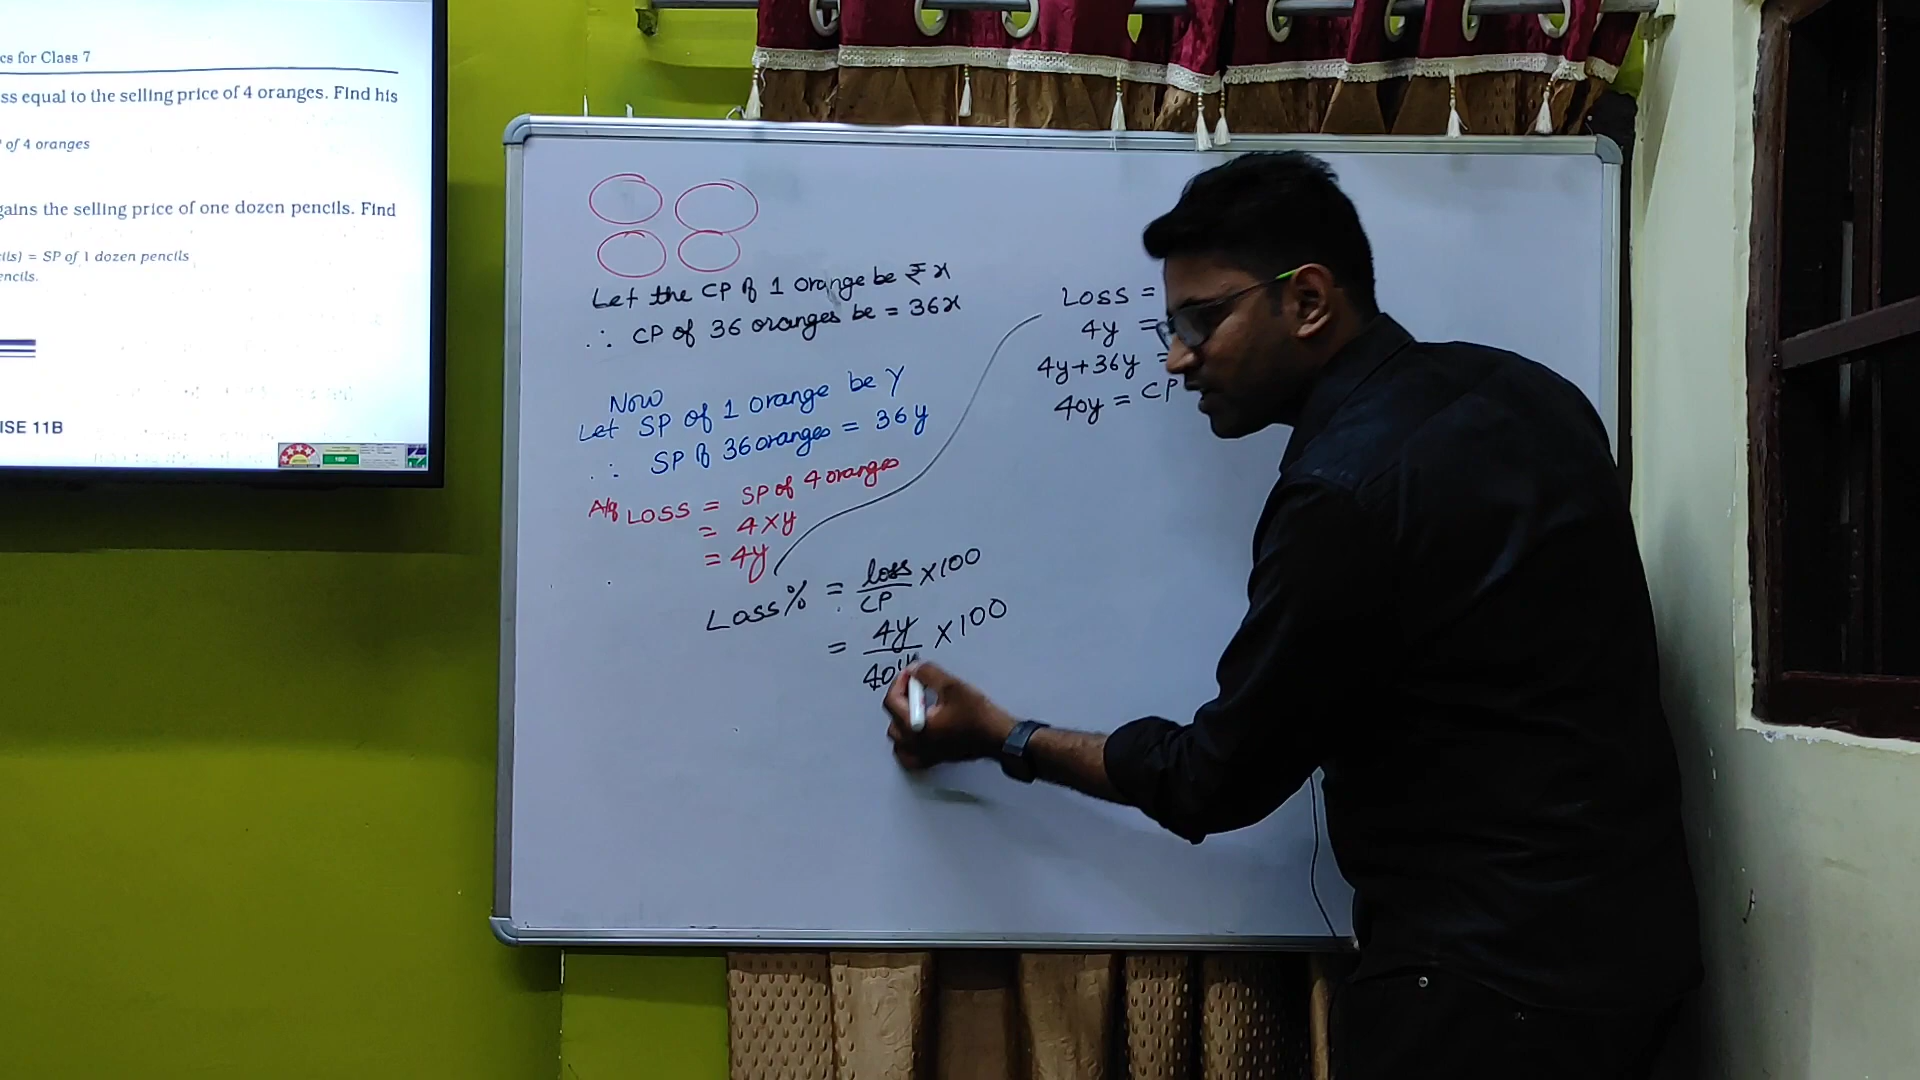 cs for Class 7
ss equal to the selling price of 4 oranges. Find his
of 4 oranges
gains the selling price of one dozen pencils. Find
cils) = SP of 1 dozen pencils
encils.
ISE 11B
Let the CP of 1 orange be ₹ x
∴ CP of 36 oranges be = 36x
Now
Let SP of 1 orange be y
∴ SP of 36 oranges = 36y
A/q LOSS = SP of 4 oranges
= 4 × y
= 4y
Loss% = loss/CP × 100
= 4y/40y × 100
Loss =
4y =
4y+36y =
40y = CP